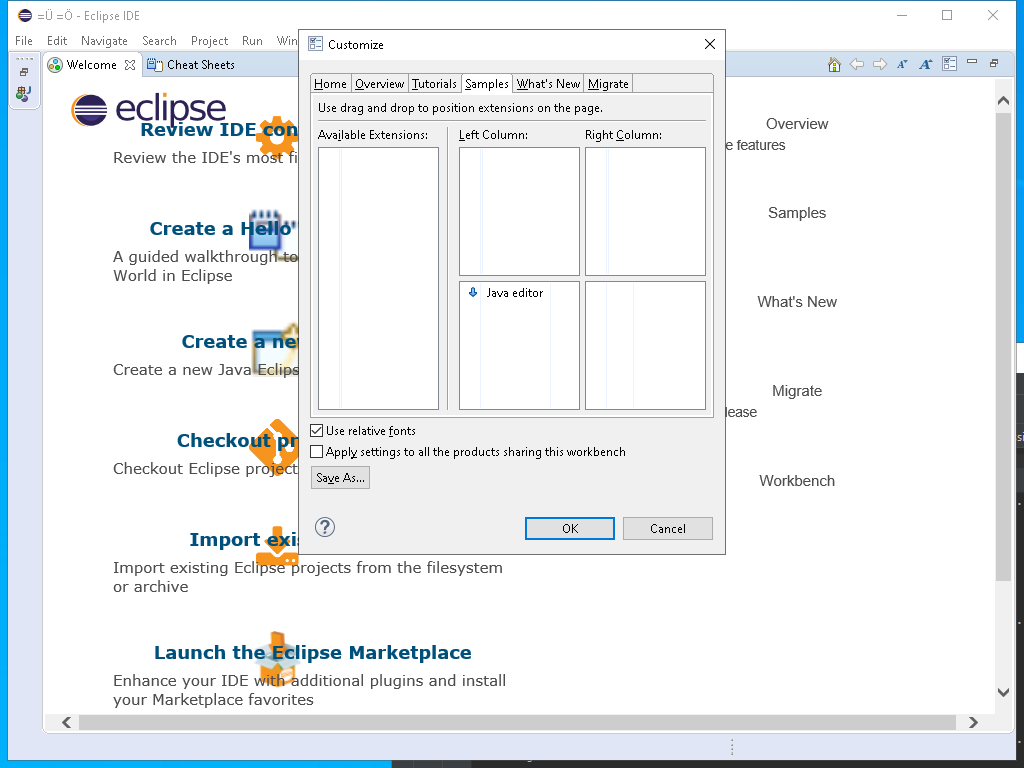 =Ü =Ö - Eclipse IDE
File Edit Navigate Search Project Run Win
Welcome Cheat Sheets
eclipse
Review IDE con
Review the IDE's most fi
Create a Hello
A guided walkthrough to
World in Eclipse
Create a ne
Create a new Java Eclips
Checkout pr
Checkout Eclipse project
Import exis
Import existing Eclipse projects from the filesystem
or archive
Launch the Eclipse Marketplace
Enhance your IDE with additional plugins and install
your Marketplace favorites
Customize
Home Overview Tutorials Samples What's New Migrate
Use drag and drop to position extensions on the page.
Available Extensions: Left Column: Right Column:
Java editor
Use relative fonts
Apply settings to all the products sharing this workbench
Save As...
OK Cancel
Overview
e features
Samples
What's New
Migrate
lease
Workbench